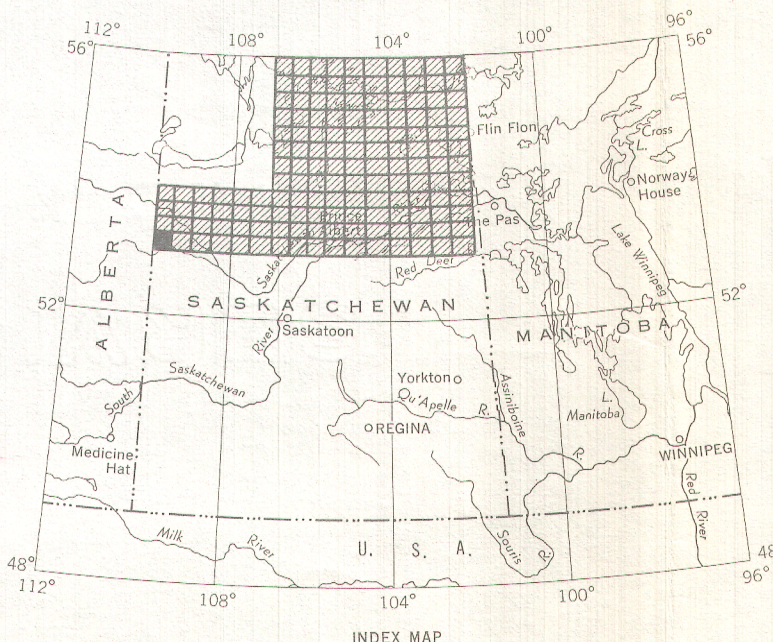 112°
108°
104°
100°
96°
56°
56°
Flin Flon
Cross
L.
Norway
House
The Pas
Prince
Albert
ALBERTA
Lake Winnipeg
Red Deer
52°
SASKATCHEWAN
52°
MANITOBA
Saskatoon
River
Saskatchewan
South
Yorkton
Qu'Appelle
R.
Assiniboine
R.
L.
Manitoba
REGINA
WINNIPEG
Medicine
Hat
Red
River
Milk
River
U. S. A.
Souris
R.
48°
48
112°
108°
104°
100°
96°
INDEX MAP